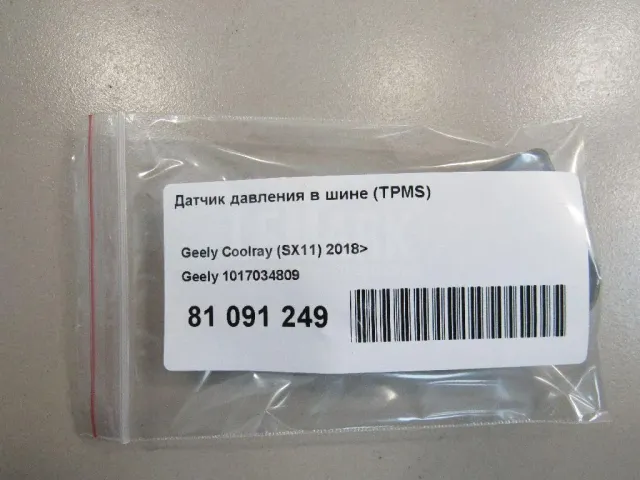 Датчик давления в шине (TPMS)
Geely Coolray (SX11) 2018>
Geely 1017034809
81 091 249